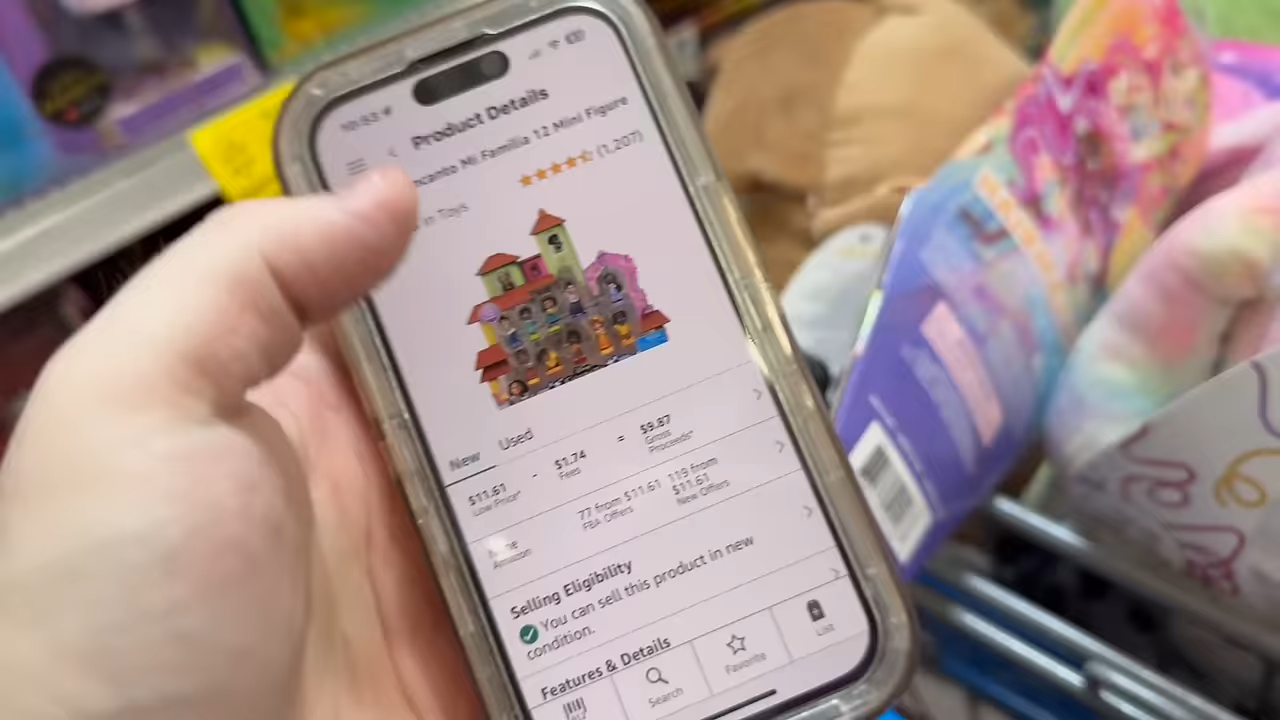 Product Details
Mi Familia 12 Mini Figure
(1,207)
in Toys
New
Used
$11.61 - $1.74 = $9.87
Low Price* Fees Gross Proceeds*
77 from $11.61 119 from $11.61
Amazon FBA Offers New Offers
Selling Eligibility
You can sell this product in new
condition.
Features & Details
Search
Favorite
List